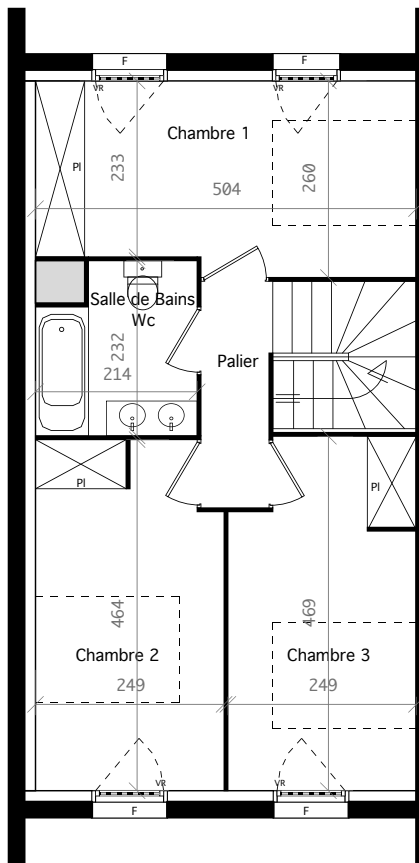 F
F
VR
VR
Chambre 1
Pl
233
260
504
Salle de Bains
Wc
232
214
Palier
Pl
Pl
464
469
Chambre 2
Chambre 3
249
249
VR
VR
F
F